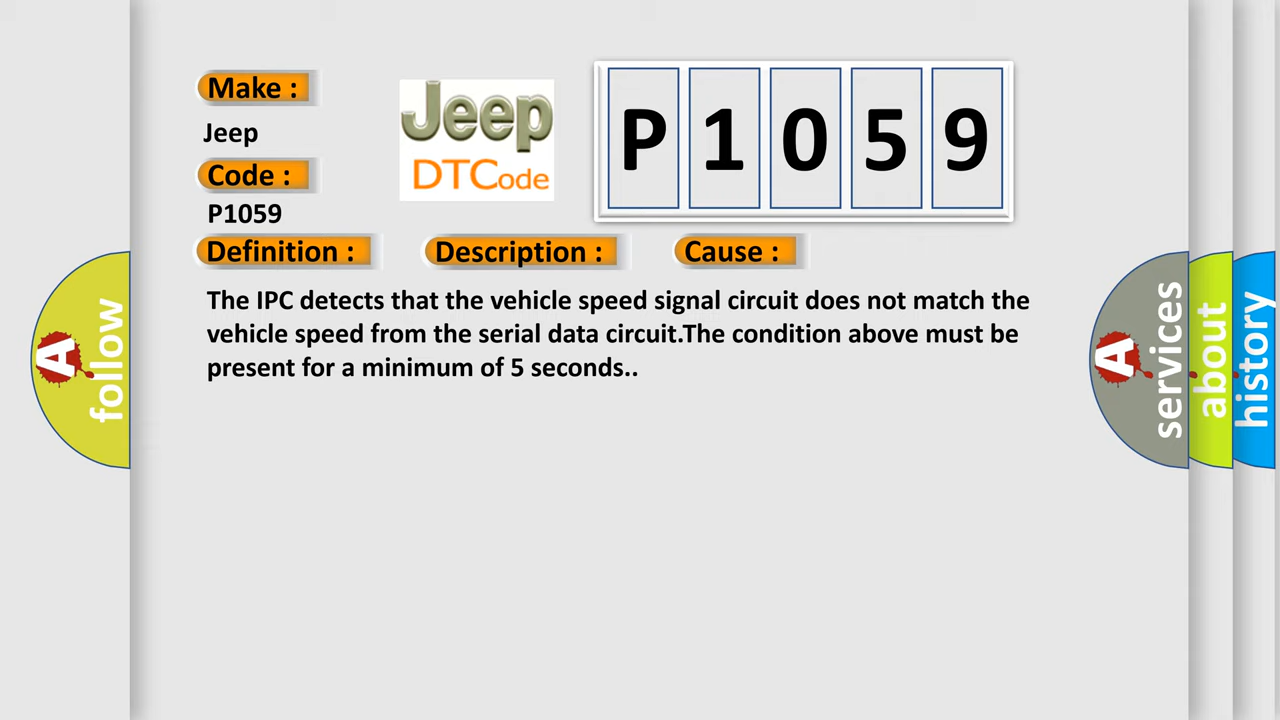 Make :
Jeep
Code :
P1059
Jeep
DTCode
P 1 0 5 9
Definition :
Description :
Cause :
The IPC detects that the vehicle speed signal circuit does not match the
vehicle speed from the serial data circuitThe condition above must be
present for a minimum of 5 seconds..
A
follow
A
services
about
history